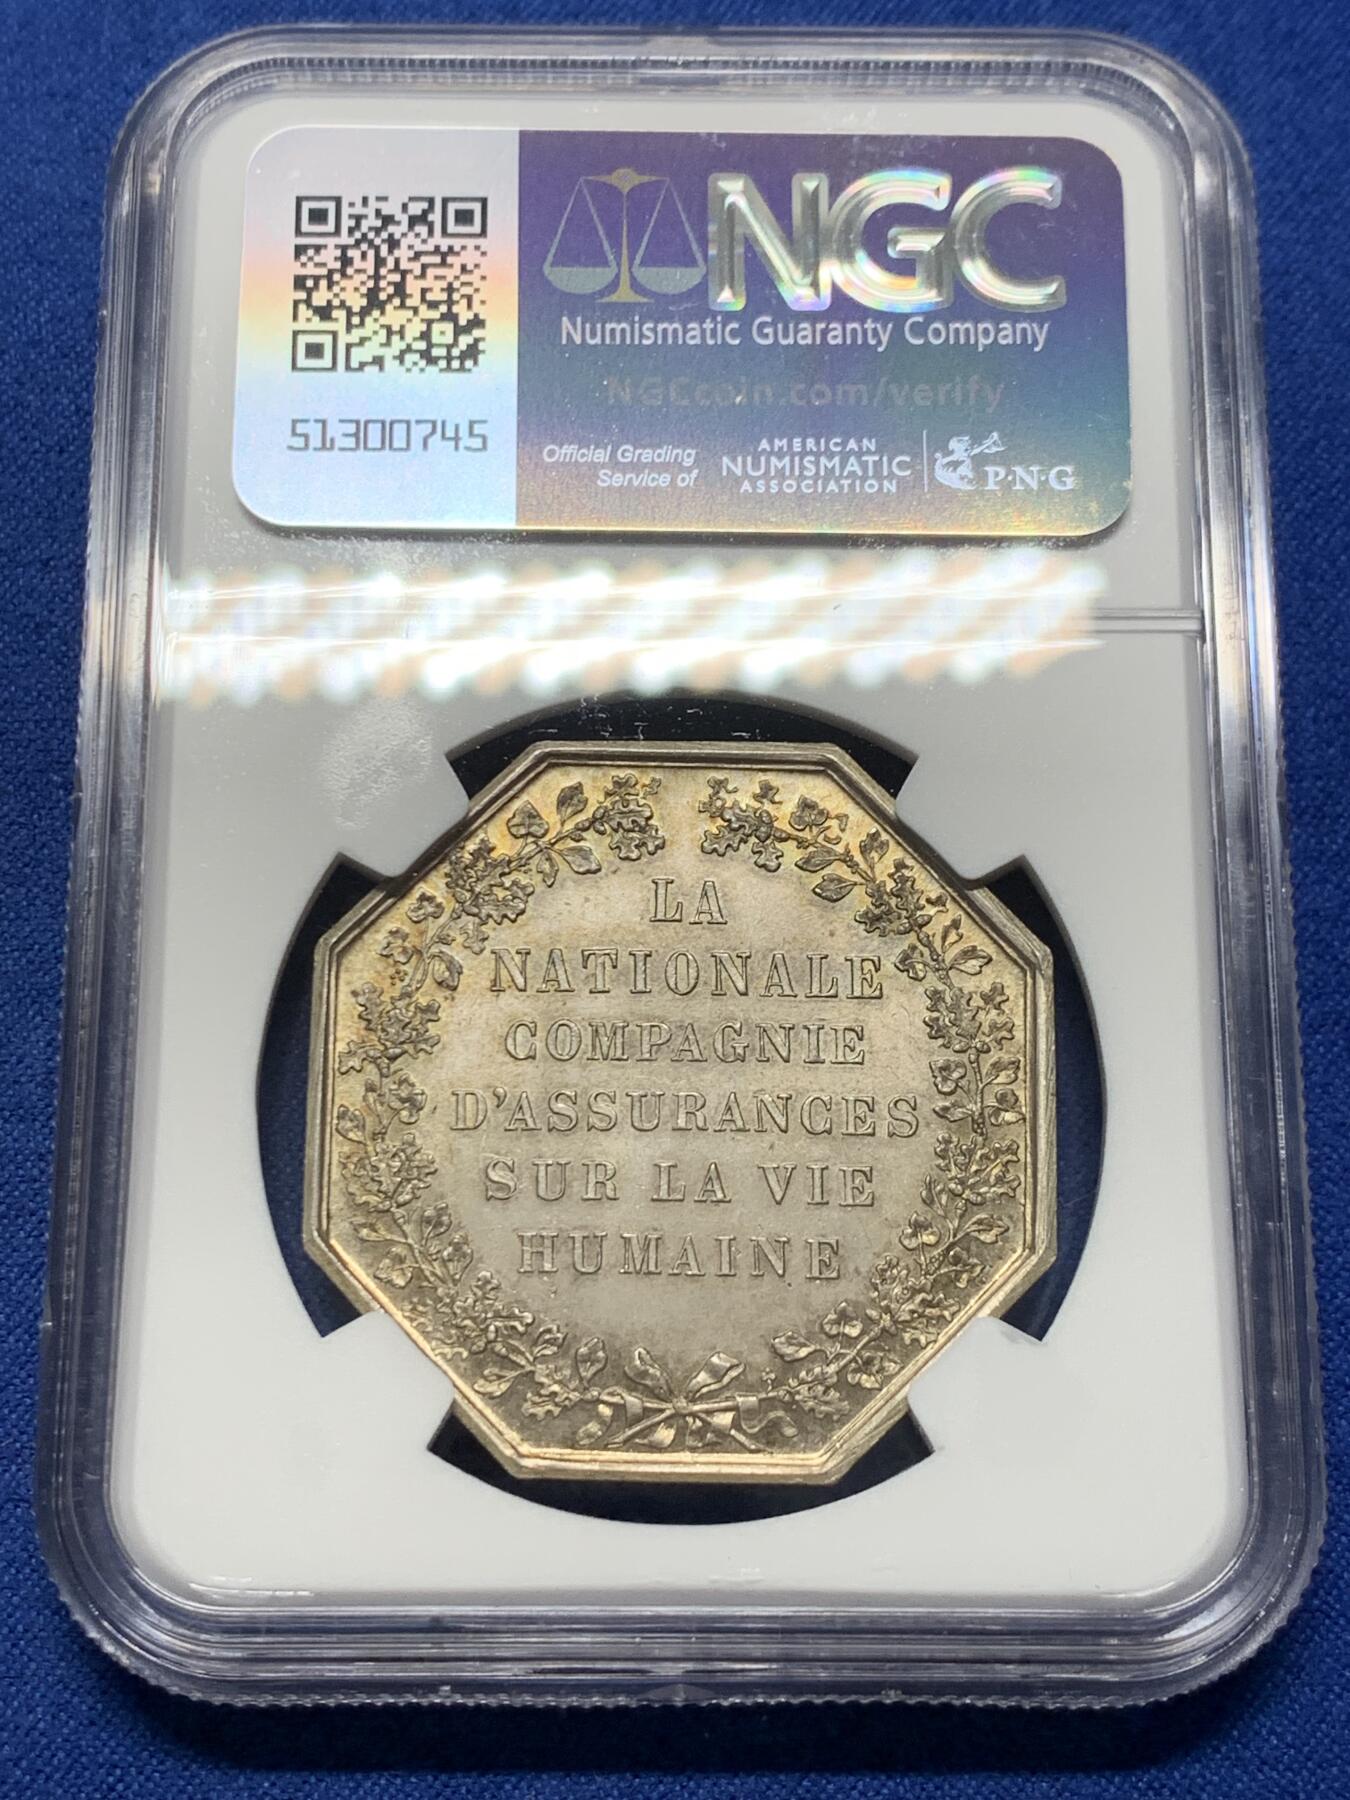 NGC
Numismatic Guaranty Company
NGCcoin.com/verify
51300745
Official Grading
Service of
AMERICAN
NUMISMATIC
ASSOCIATION
P·N·G
LA
NATIONALE
COMPAGNIE
D'ASSURANCES
SUR LA VIE
HUMAINE